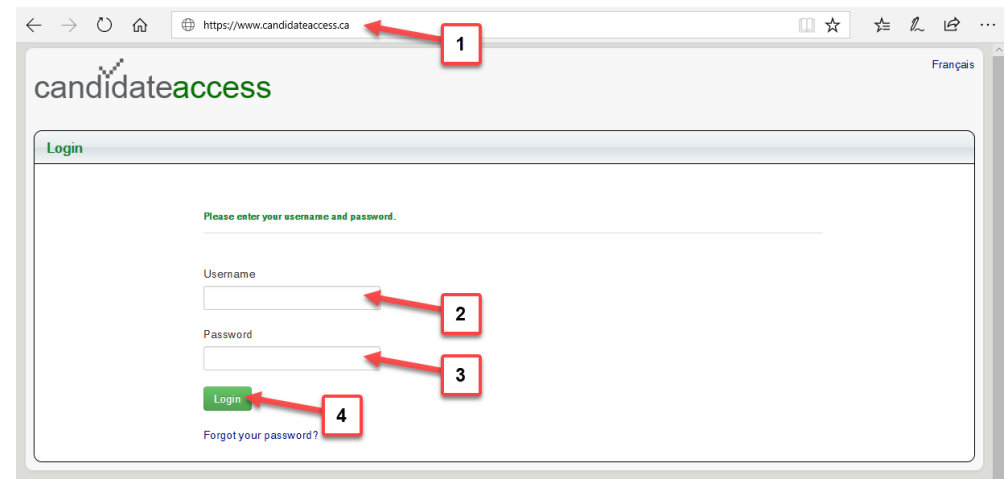 https://www.candidateaccess.ca
1
Français
candidateaccess
Login
Please enter your username and password.
Username
2
Password
3
Login
4
Forgot your password?